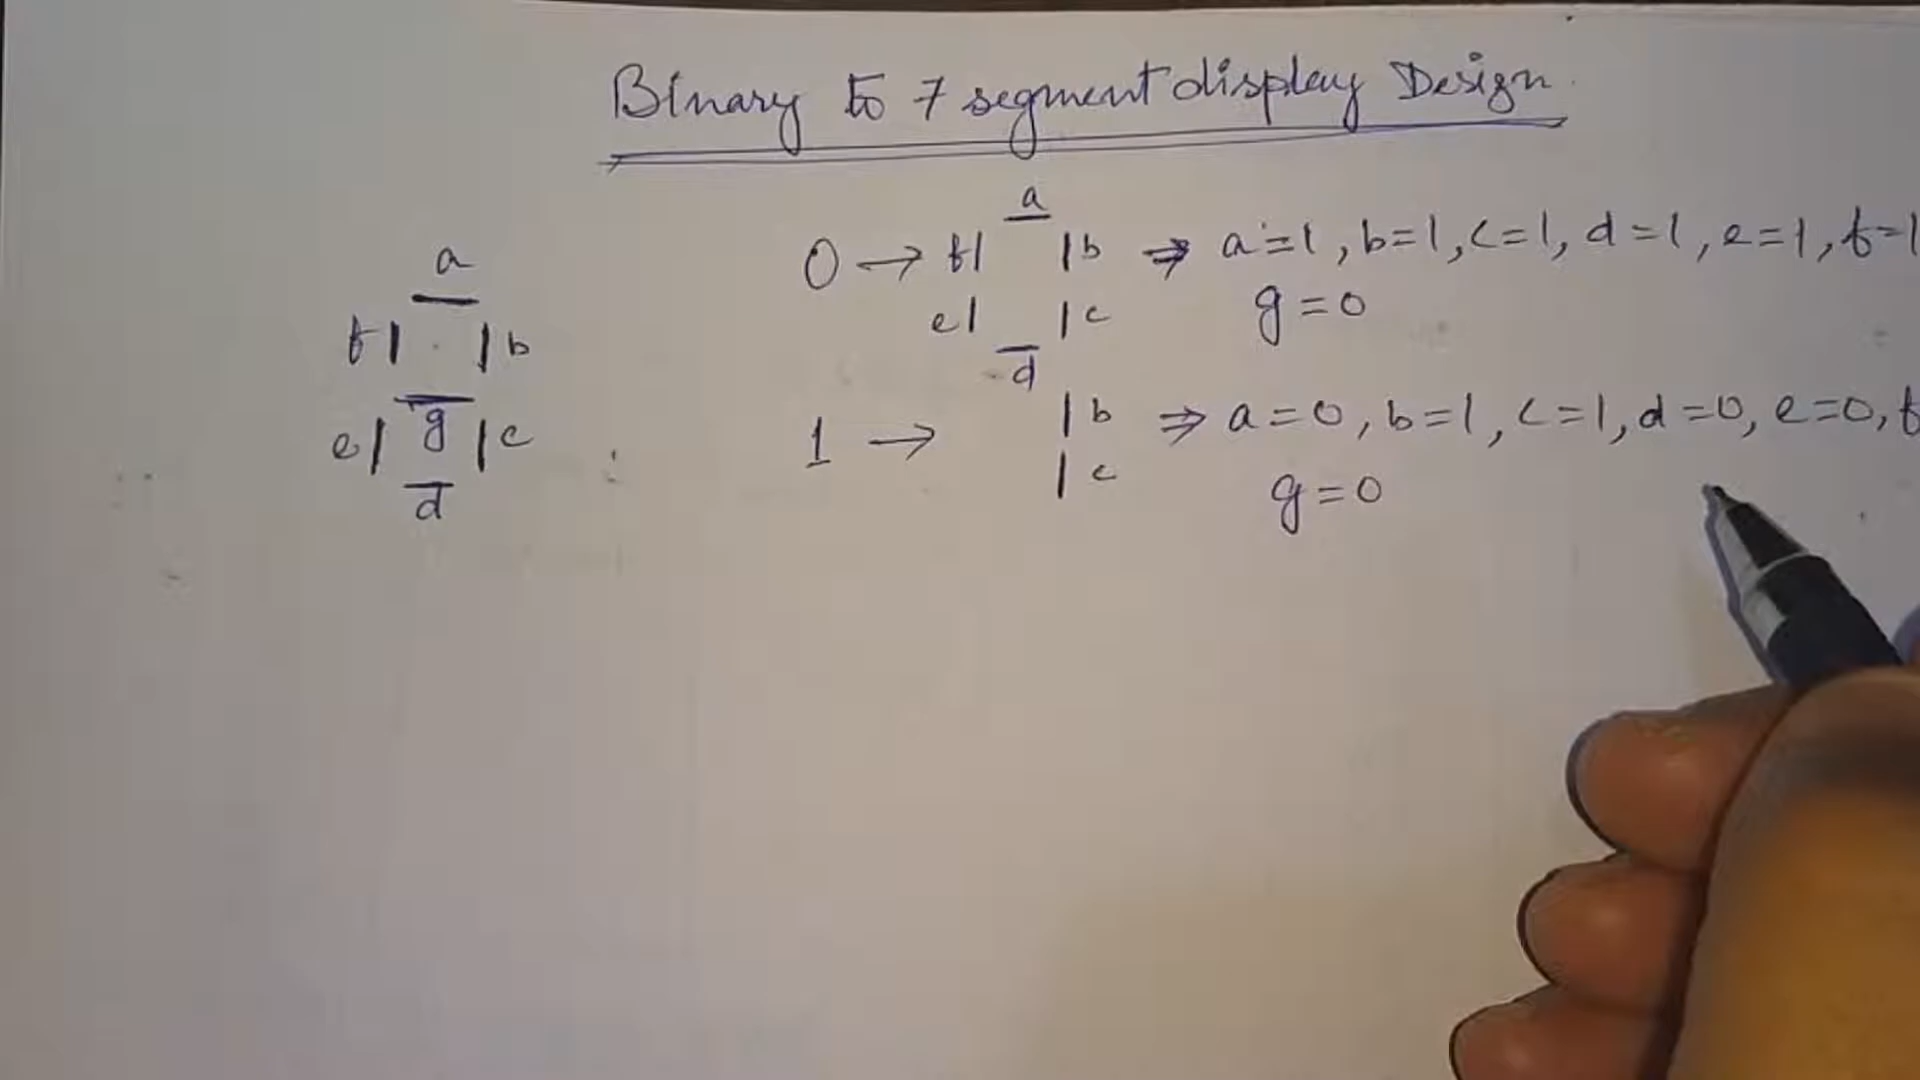 Binary to 7 segment display Design.
a
f| |b
g
e| |c
d
a
0 → f| |b ⇒ a=1, b=1, c=1, d=1, e=1, f=1
e| |c g=0
d
1 → |b ⇒ a=0, b=1, c=1, d=0, e=0, f
|c g=0